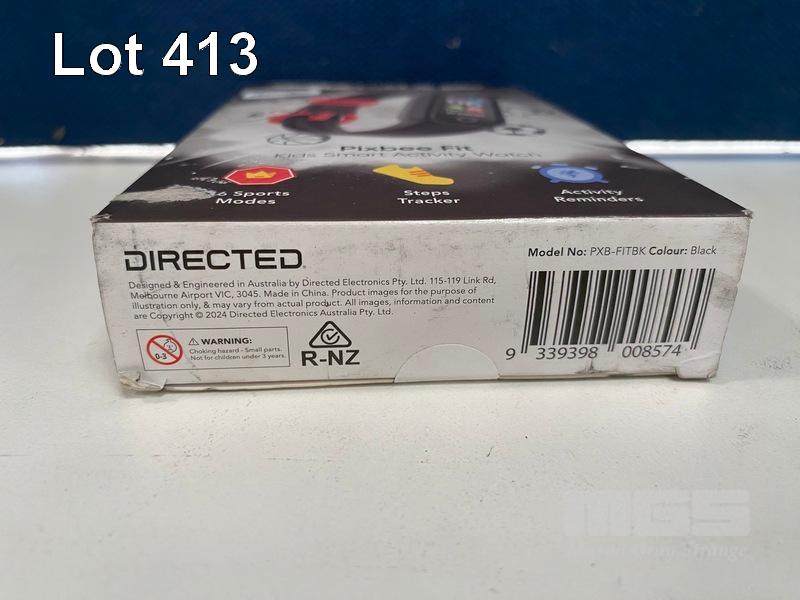 Lot 413
Pixbee Fit
Kids Smart Activity Watch
6 Sports
Modes
Steps
Tracker
Activity
Reminders
DIRECTED
Designed & Engineered in Australia by Directed Electronics Pty. Ltd. 115-119 Link Rd,
Melbourne Airport VIC, 3045. Made in China. Product images for the purpose of
illustration only, & may vary from actual product. All images, information and content
are Copyright © 2024 Directed Electronics Australia Pty. Ltd.
0-3
WARNING:
Choking hazard - Small parts.
Not for children under 3 years.
R-NZ
Model No: PXB-FITBK Colour: Black
9 339398 008574
MGS
Mason Gray Strange